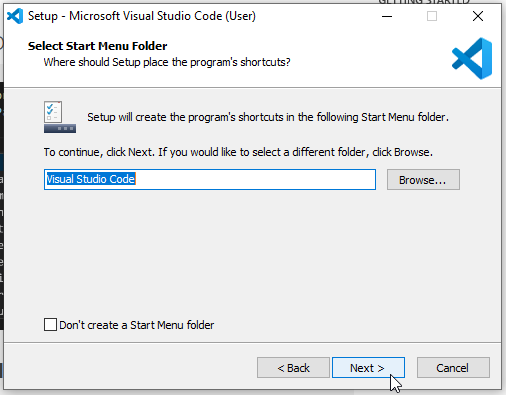 GETTING STARTED
Setup - Microsoft Visual Studio Code (User)
Select Start Menu Folder
Where should Setup place the program's shortcuts?
Setup will create the program's shortcuts in the following Start Menu folder.
To continue, click Next. If you would like to select a different folder, click Browse.
Visual Studio Code
Browse...
Don't create a Start Menu folder
< Back
Next >
Cancel